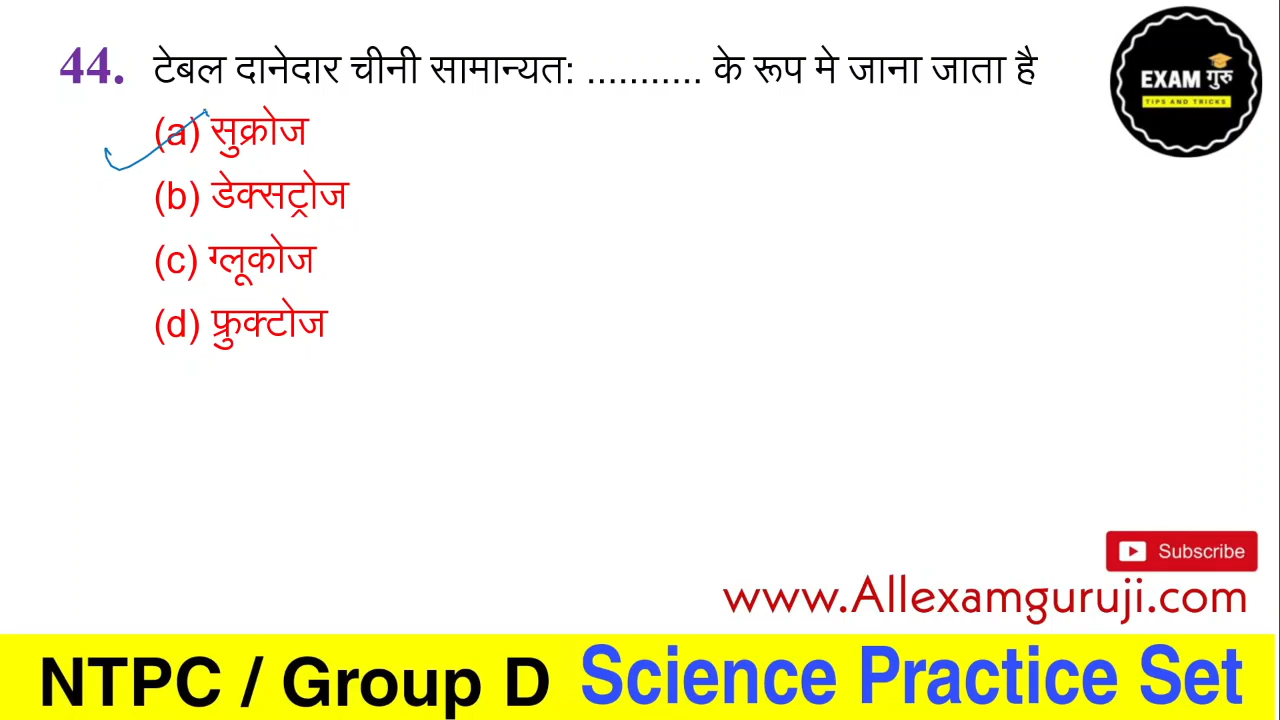 44. टेबल दानेदार चीनी सामान्यत: ........... के रूप मे जाना जाता है
(a) सुक्रोज
(b) डेक्सट्रोज
(c) ग्लूकोज
(d) फ्रुक्टोज
EXAM गुरु
TIPS AND TRICKS
Subscribe
www.Allexamguruji.com
NTPC / Group D Science Practice Set